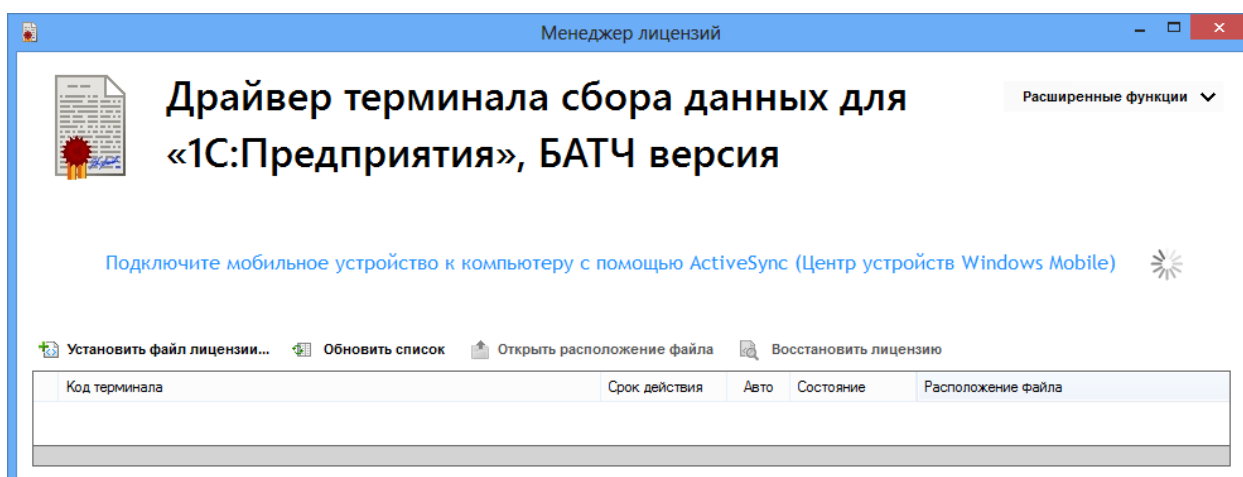 Менеджер лицензий
Драйвер терминала сбора данных для
«1С:Предприятия», БАТЧ версия
Расширенные функции
Подключите мобильное устройство к компьютеру с помощью ActiveSync (Центр устройств Windows Mobile)
Установить файл лицензии... Обновить список Открыть расположение файла Восстановить лицензию
Код терминала Срок действия Авто Состояние Расположение файла